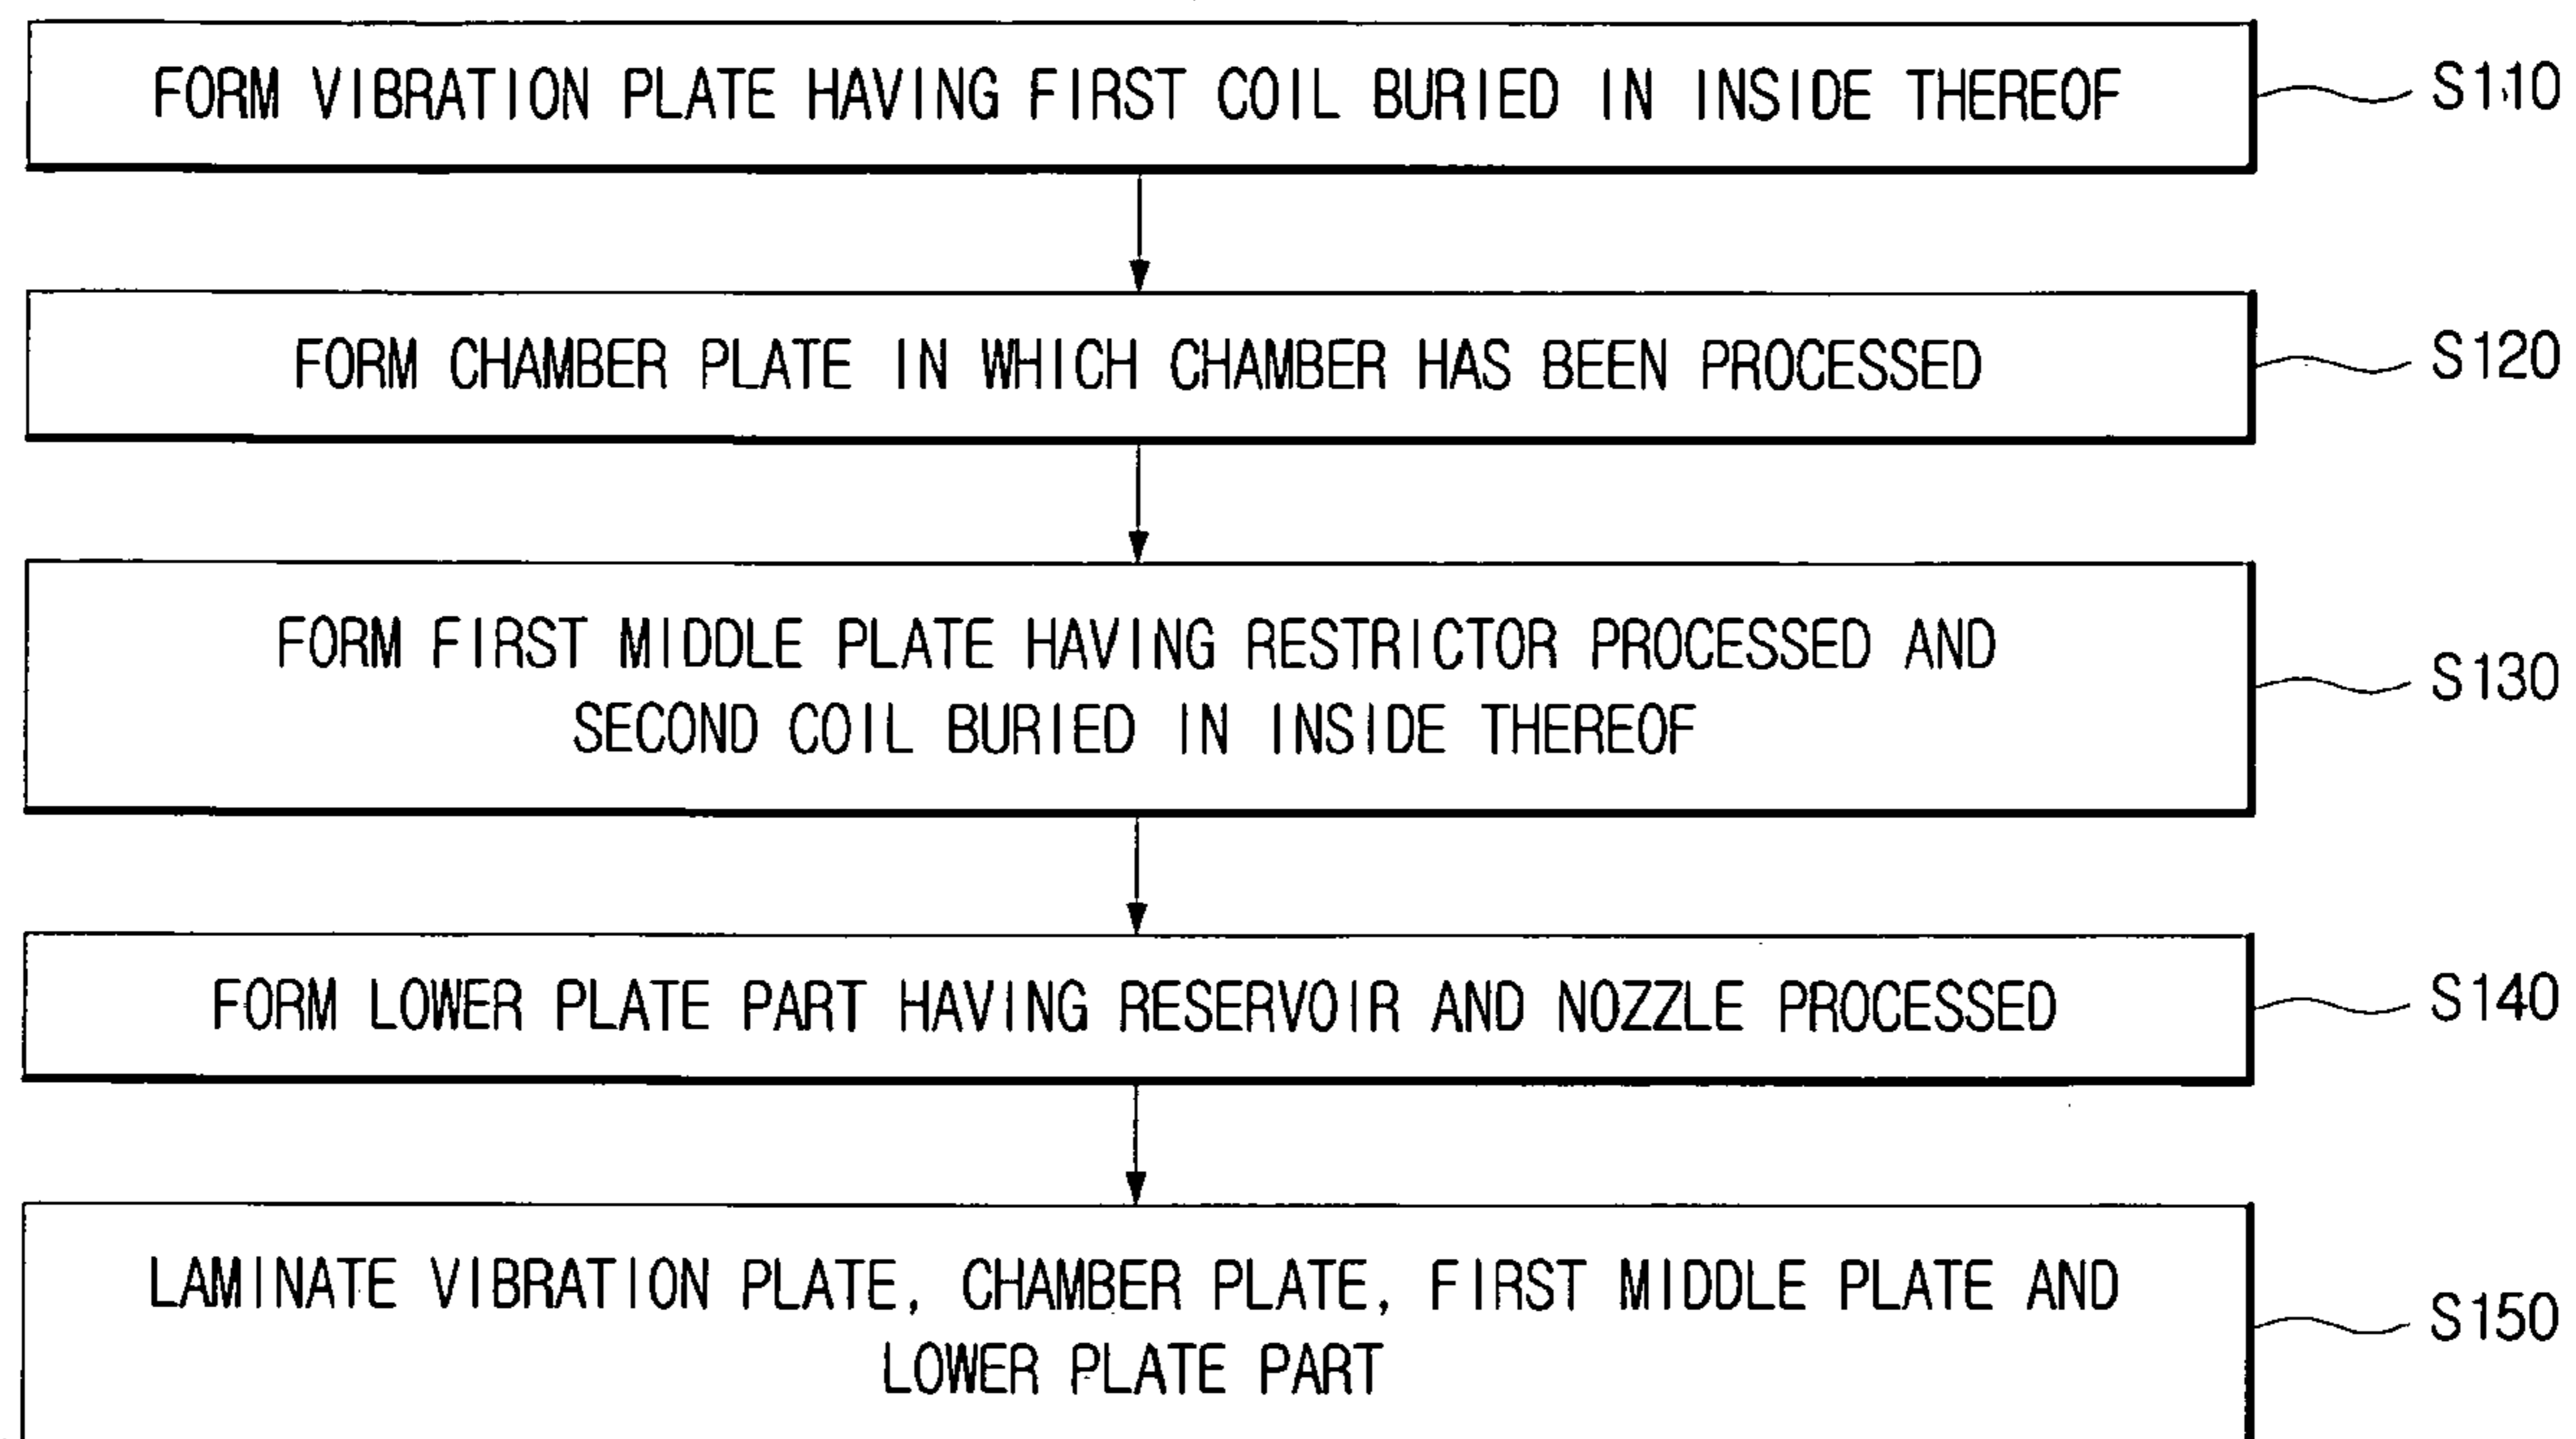 FORM VIBRATION PLATE HAVING FIRST COIL BURIED IN INSIDE THEREOF
S110
FORM CHAMBER PLATE IN WHICH CHAMBER HAS BEEN PROCESSED
S120
FORM FIRST MIDDLE PLATE HAVING RESTRICTOR PROCESSED AND
SECOND COIL BURIED IN INSIDE THEREOF
S130
FORM LOWER PLATE PART HAVING RESERVOIR AND NOZZLE PROCESSED
S140
LAMINATE VIBRATION PLATE, CHAMBER PLATE, FIRST MIDDLE PLATE AND
LOWER PLATE PART
S150